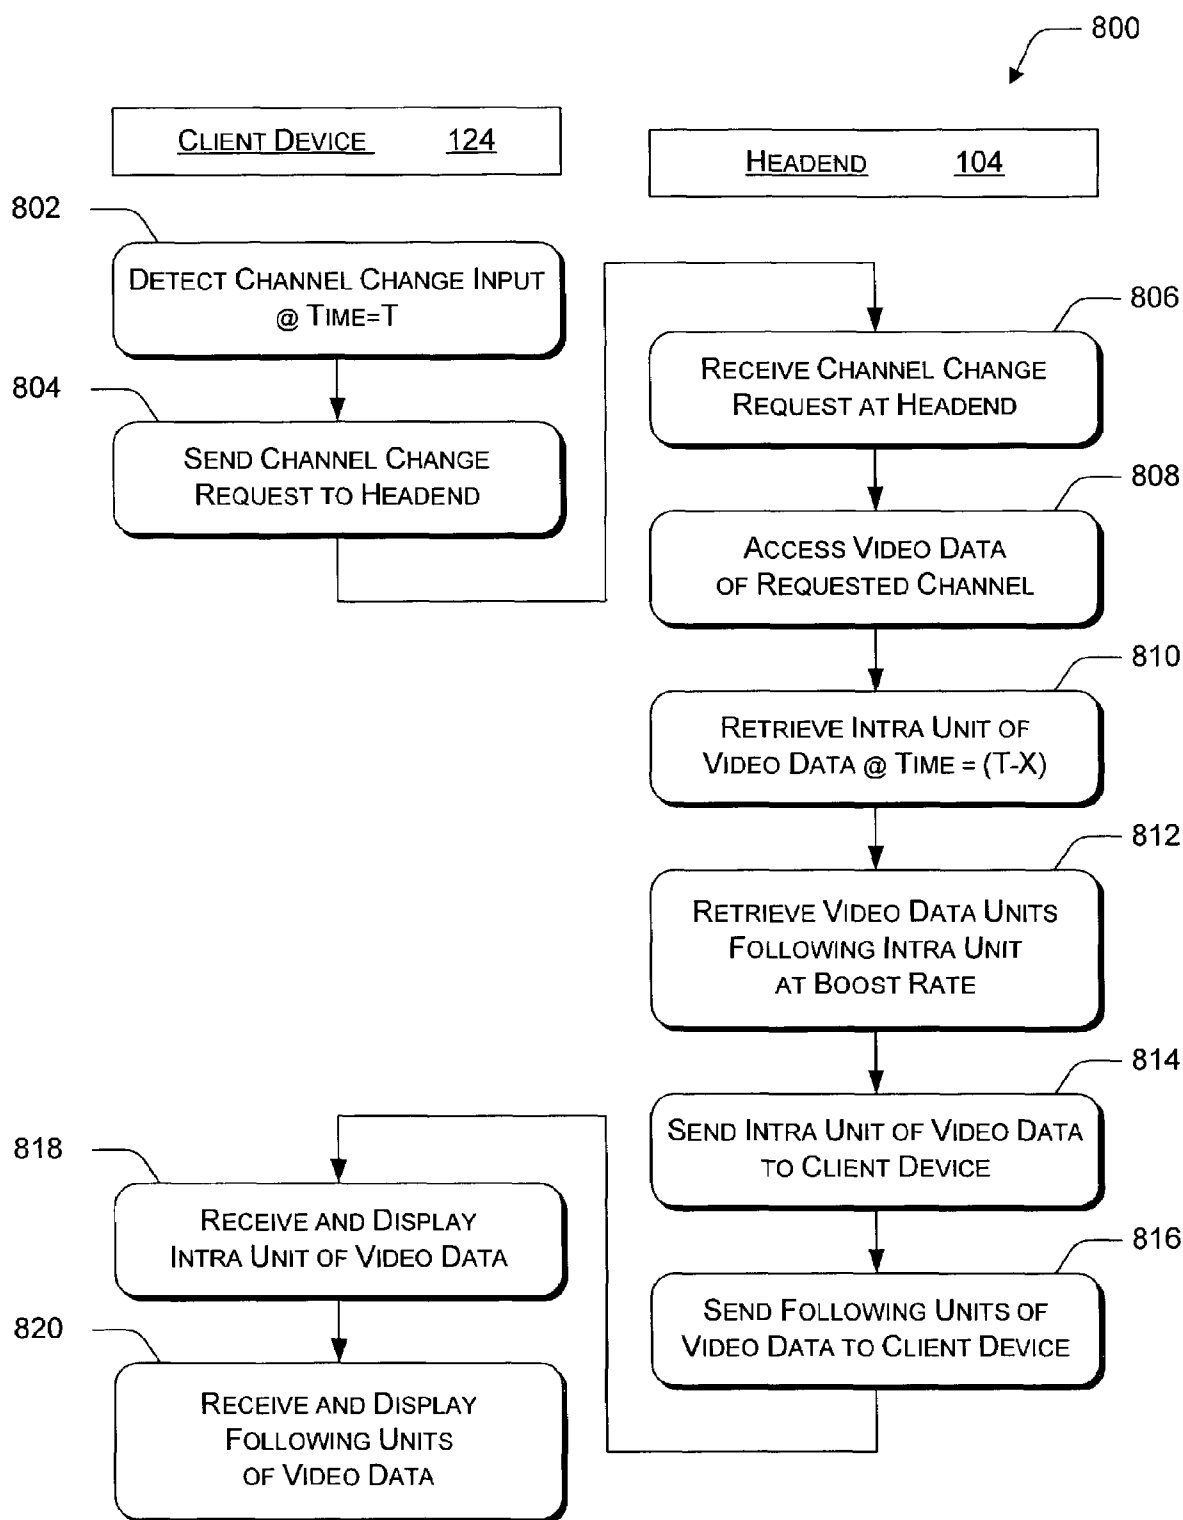 800
CLIENT DEVICE 124
HEADEND 104
802
DETECT CHANNEL CHANGE INPUT
@ TIME=T
804
SEND CHANNEL CHANGE
REQUEST TO HEADEND
806
RECEIVE CHANNEL CHANGE
REQUEST AT HEADEND
808
ACCESS VIDEO DATA
OF REQUESTED CHANNEL
810
RETRIEVE INTRA UNIT OF
VIDEO DATA @ TIME = (T-X)
812
RETRIEVE VIDEO DATA UNITS
FOLLOWING INTRA UNIT
AT BOOST RATE
814
SEND INTRA UNIT OF VIDEO DATA
TO CLIENT DEVICE
816
SEND FOLLOWING UNITS OF
VIDEO DATA TO CLIENT DEVICE
818
RECEIVE AND DISPLAY
INTRA UNIT OF VIDEO DATA
820
RECEIVE AND DISPLAY
FOLLOWING UNITS
OF VIDEO DATA